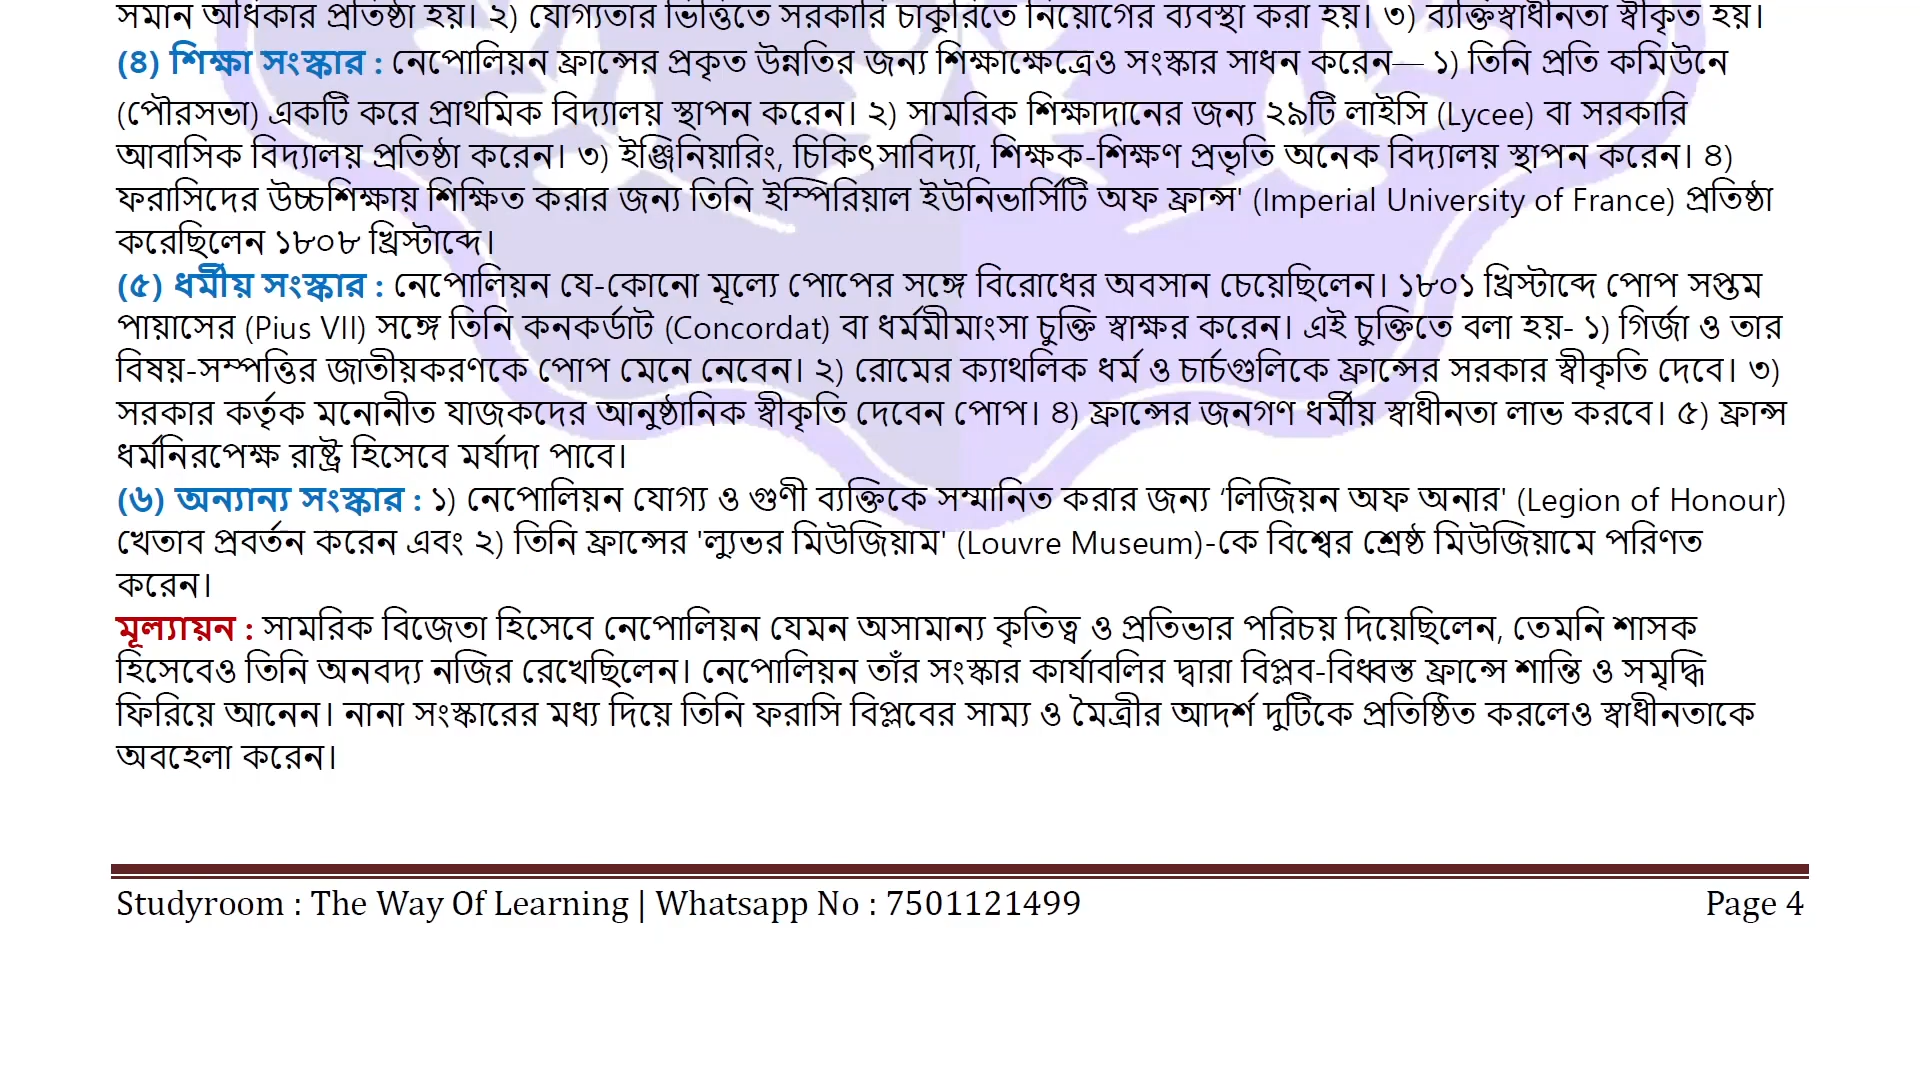 সমান অধিকার প্রতিষ্ঠা হয়। ২) যোগ্যতার ভিত্তিতে সরকারি চাকুরিতে নিয়োগের ব্যবস্থা করা হয়। ৩) ব্যক্তিস্বাধীনতা স্বীকৃত হয়।
(৪) শিক্ষা সংস্কার : নেপোলিয়ন ফ্রান্সের প্রকৃত উন্নতির জন্য শিক্ষাক্ষেত্রেও সংস্কার সাধন করেন— ১) তিনি প্রতি কমিউনে
(পৌরসভা) একটি করে প্রাথমিক বিদ্যালয় স্থাপন করেন। ২) সামরিক শিক্ষাদানের জন্য ২৯টি লাইসি (Lycee) বা সরকারি
আবাসিক বিদ্যালয় প্রতিষ্ঠা করেন। ৩) ইঞ্জিনিয়ারিং, চিকিৎসাবিদ্যা, শিক্ষক-শিক্ষণ প্রভৃতি অনেক বিদ্যালয় স্থাপন করেন। ৪)
ফরাসিদের উচ্চশিক্ষায় শিক্ষিত করার জন্য তিনি ইম্পিরিয়াল ইউনিভার্সিটি অফ ফ্রান্স' (Imperial University of France) প্রতিষ্ঠা
করেছিলেন ১৮০৮ খ্রিস্টাব্দে।
(৫) ধর্মীয় সংস্কার : নেপোলিয়ন যে-কোনো মূল্যে পোপের সঙ্গে বিরোধের অবসান চেয়েছিলেন। ১৮০১ খ্রিস্টাব্দে পোপ সপ্তম
পায়াসের (Pius VII) সঙ্গে তিনি কনকর্ডাট (Concordat) বা ধর্মমীমাংসা চুক্তি স্বাক্ষর করেন। এই চুক্তিতে বলা হয়- ১) গির্জা ও তার
বিষয়-সম্পত্তির জাতীয়করণকে পোপ মেনে নেবেন। ২) রোমের ক্যাথলিক ধর্ম ও চার্চগুলিকে ফ্রান্সের সরকার স্বীকৃতি দেবে। ৩)
সরকার কর্তৃক মনোনীত যাজকদের আনুষ্ঠানিক স্বীকৃতি দেবেন পোপ। ৪) ফ্রান্সের জনগণ ধর্মীয় স্বাধীনতা লাভ করবে। ৫) ফ্রান্স
ধর্মনিরপেক্ষ রাষ্ট্র হিসেবে মর্যাদা পাবে।
(৬) অন্যান্য সংস্কার : ১) নেপোলিয়ন যোগ্য ও গুণী ব্যক্তিকে সম্মানিত করার জন্য ‘লিজিয়ন অফ অনার' (Legion of Honour)
খেতাব প্রবর্তন করেন এবং ২) তিনি ফ্রান্সের 'ল্যুভর মিউজিয়াম' (Louvre Museum)-কে বিশ্বের শ্রেষ্ঠ মিউজিয়ামে পরিণত
করেন।
মূল্যায়ন : সামরিক বিজেতা হিসেবে নেপোলিয়ন যেমন অসামান্য কৃতিত্ব ও প্রতিভার পরিচয় দিয়েছিলেন, তেমনি শাসক
হিসেবেও তিনি অনবদ্য নজির রেখেছিলেন। নেপোলিয়ন তাঁর সংস্কার কার্যাবলির দ্বারা বিপ্লব-বিধ্বস্ত ফ্রান্সে শান্তি ও সমৃদ্ধি
ফিরিয়ে আনেন। নানা সংস্কারের মধ্য দিয়ে তিনি ফরাসি বিপ্লবের সাম্য ও মৈত্রীর আদর্শ দুটিকে প্রতিষ্ঠিত করলেও স্বাধীনতাকে
অবহেলা করেন।
Studyroom : The Way Of Learning | Whatsapp No : 7501121499 Page 4